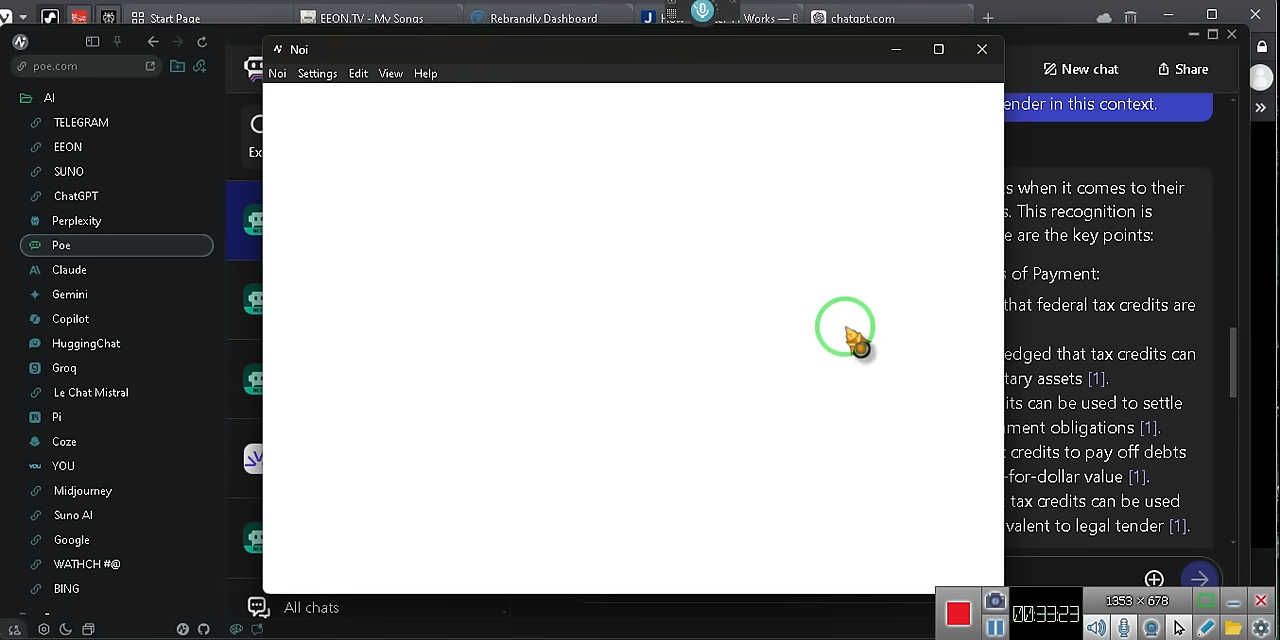 Start Page
EEON.TV - My Songs
Rebrandly Dashboard
Works — B
chatgpt.com
poe.com
Noi
Noi Settings Edit View Help
New chat
Share
AI
TELEGRAM
EEON
SUNO
ChatGPT
Perplexity
Poe
Claude
Gemini
Copilot
HuggingChat
Groq
Le Chat Mistral
Pi
Coze
YOU
Midjourney
Suno AI
Google
WATHCH #@
BING
Ex
All chats
ender in this context.
s when it comes to their
s. This recognition is
e are the key points:
s of Payment:
that federal tax credits are
edged that tax credits can
tary assets [1].
its can be used to settle
nment obligations [1].
credits to pay off debts
-for-dollar value [1].
tax credits can be used
valent to legal tender [1].
1353 × 678
00:33:23